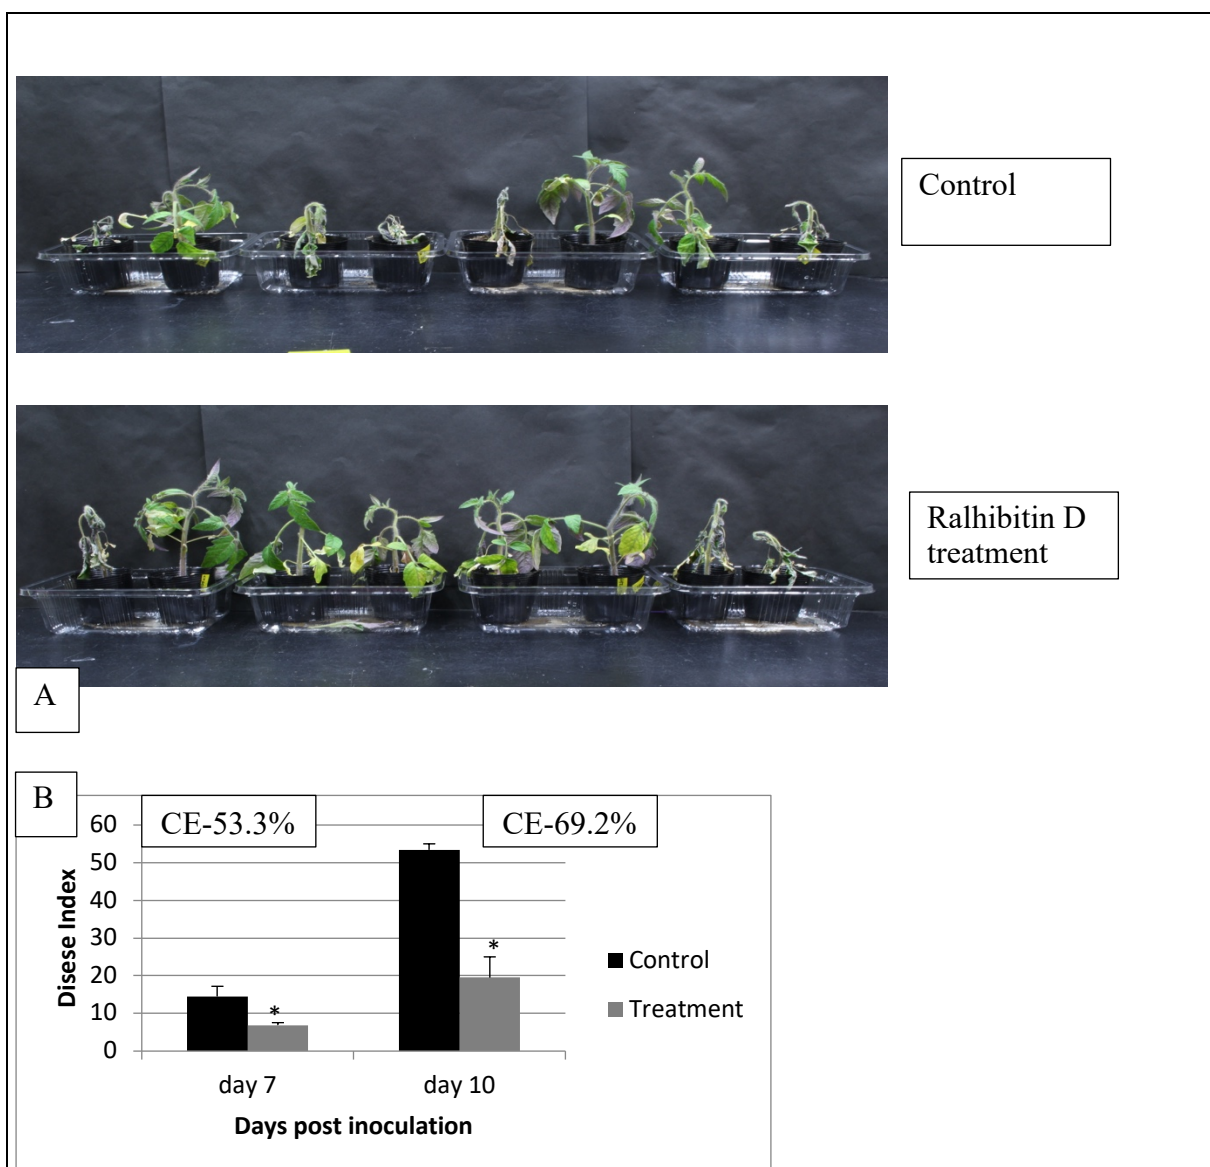 Control
Ralhibitin D
treatment
A
B
CE-53.3%
CE-69.2%
60
50
40
30
20
10
0
Disese Index
*
*
day 7
day 10
Days post inoculation
Control
Treatment